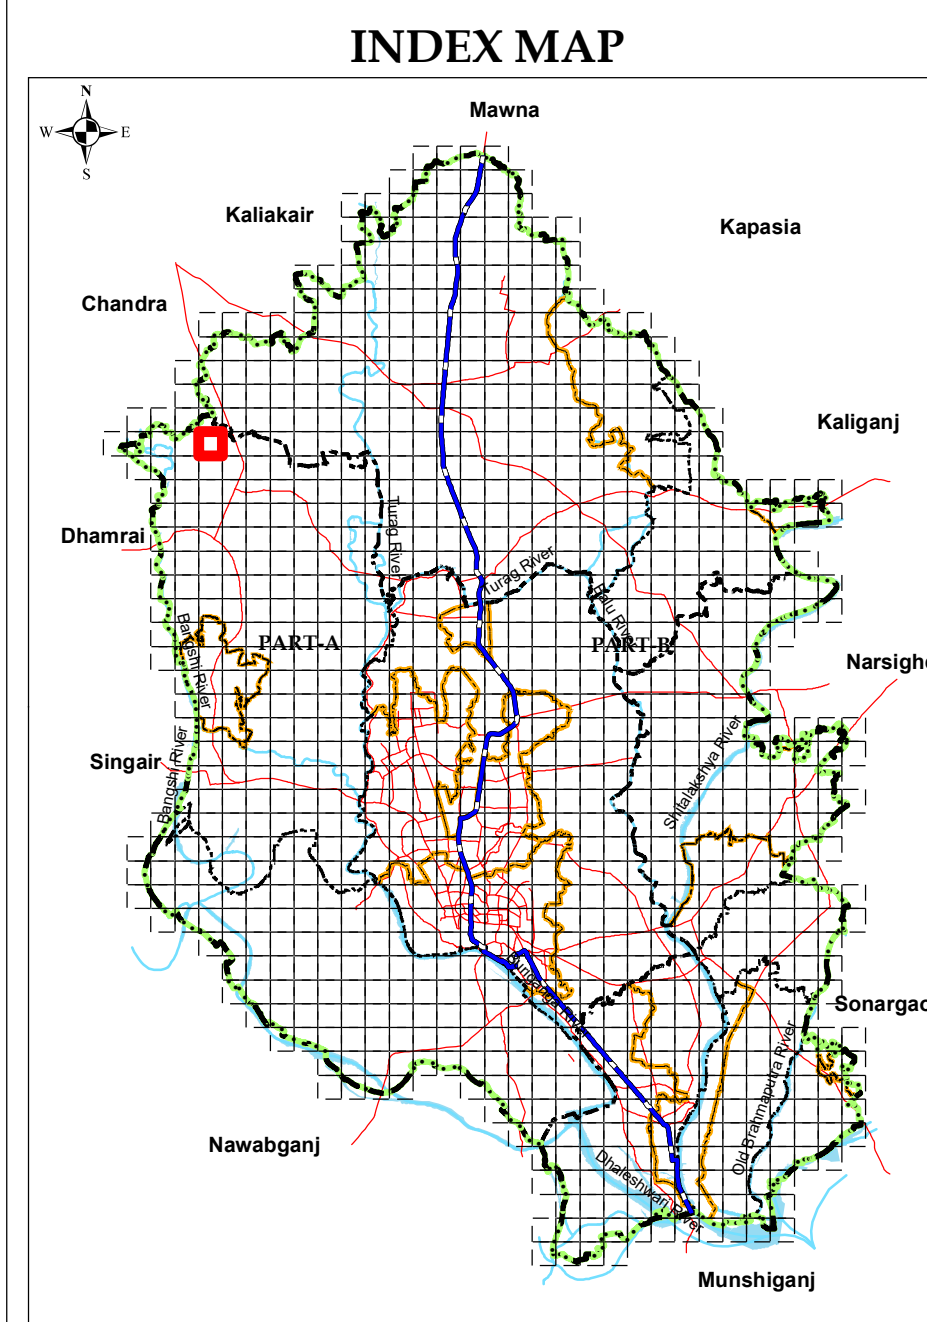 INDEX MAP
N
W E
S
Mawna
Kaliakair
Kapasia
Chandra
Kaliganj
Dhamrai
Turag River
Turag River
Balu River
Bangshi River
PART-A
PART-B
Narsighd
Shitalakshya River
Bangshi River
Singair
Buriganga River
Sonargao
Old Brahmaputra River
Nawabganj
Dhaleshwari River
Munshiganj